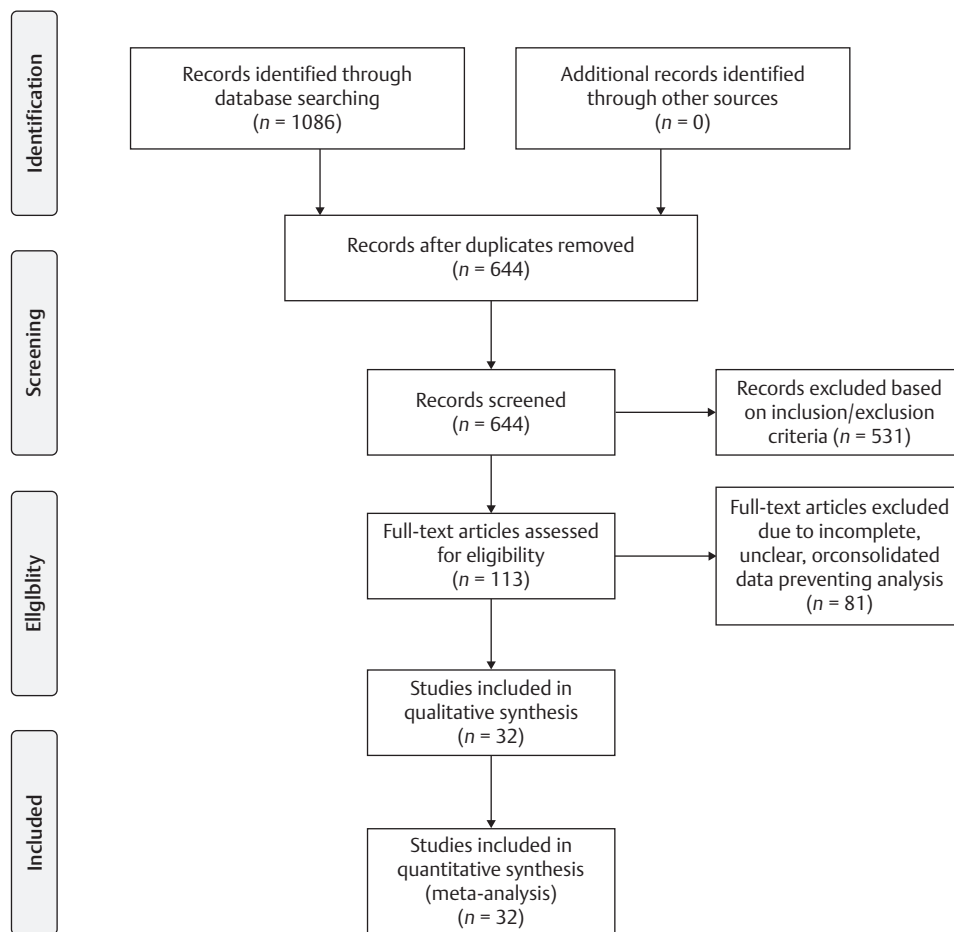 Identification
Records identified through
database searching
(n = 1086)
Additional records identified
through other sources
(n = 0)
Records after duplicates removed
(n = 644)
Screening
Records screened
(n = 644)
Records excluded based
on inclusion/exclusion
criteria (n = 531)
ElIgIblIty
Full-text articles assessed
for eligibility
(n = 113)
Full-text articles excluded
due to incomplete,
unclear, orconsolidated
data preventing analysis
(n = 81)
Studies included in
qualitative synthesis
(n = 32)
Included
Studies included in
quantitative synthesis
(meta-analysis)
(n = 32)